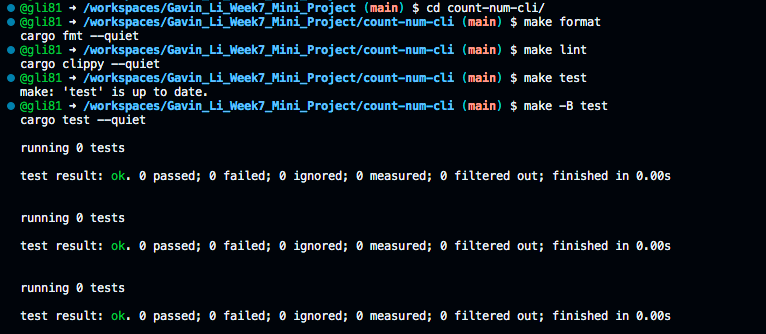 @gli81 → /workspaces/Gavin_Li_Week7_Mini_Project (main) $ cd count-num-cli/
@gli81 → /workspaces/Gavin_Li_Week7_Mini_Project/count-num-cli (main) $ make format
cargo fmt --quiet
@gli81 → /workspaces/Gavin_Li_Week7_Mini_Project/count-num-cli (main) $ make lint
cargo clippy --quiet
@gli81 → /workspaces/Gavin_Li_Week7_Mini_Project/count-num-cli (main) $ make test
make: 'test' is up to date.
@gli81 → /workspaces/Gavin_Li_Week7_Mini_Project/count-num-cli (main) $ make -B test
cargo test --quiet
running 0 tests
test result: ok. 0 passed; 0 failed; 0 ignored; 0 measured; 0 filtered out; finished in 0.00s
running 0 tests
test result: ok. 0 passed; 0 failed; 0 ignored; 0 measured; 0 filtered out; finished in 0.00s
running 0 tests
test result: ok. 0 passed; 0 failed; 0 ignored; 0 measured; 0 filtered out; finished in 0.00s